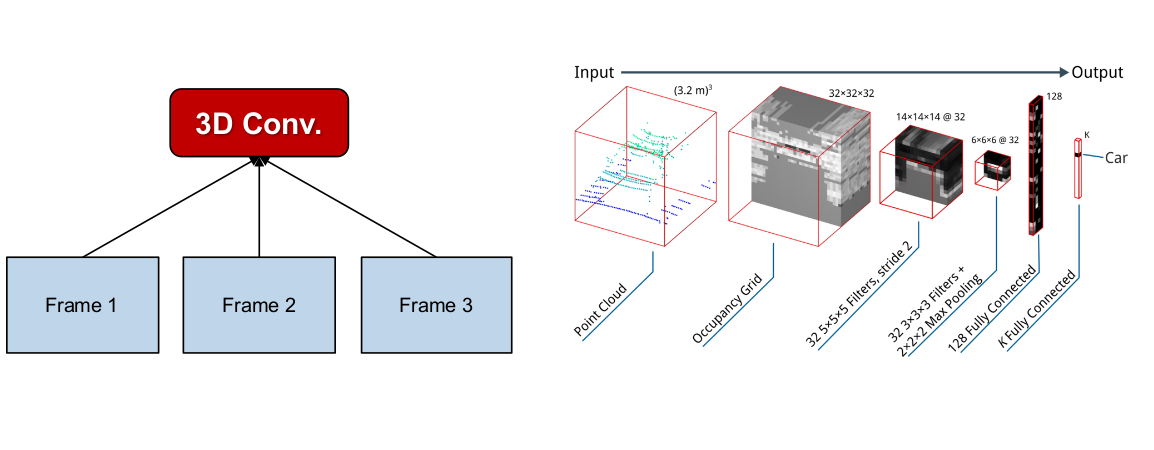 3D Conv.
Frame 1
Frame 2
Frame 3
Input
Output
(3.2 m)³
32×32×32
14×14×14 @ 32
6×6×6 @ 32
128
K
Car
Point Cloud
Occupancy Grid
32 5×5×5 Filters, stride 2
32 3×3×3 Filters +
2×2×2 Max Pooling
128 Fully Connected
K Fully Connected